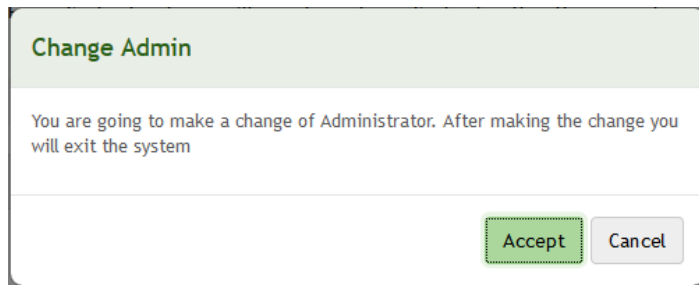 Change Admin
You are going to make a change of Administrator. After making the change you
will exit the system
Accept Cancel